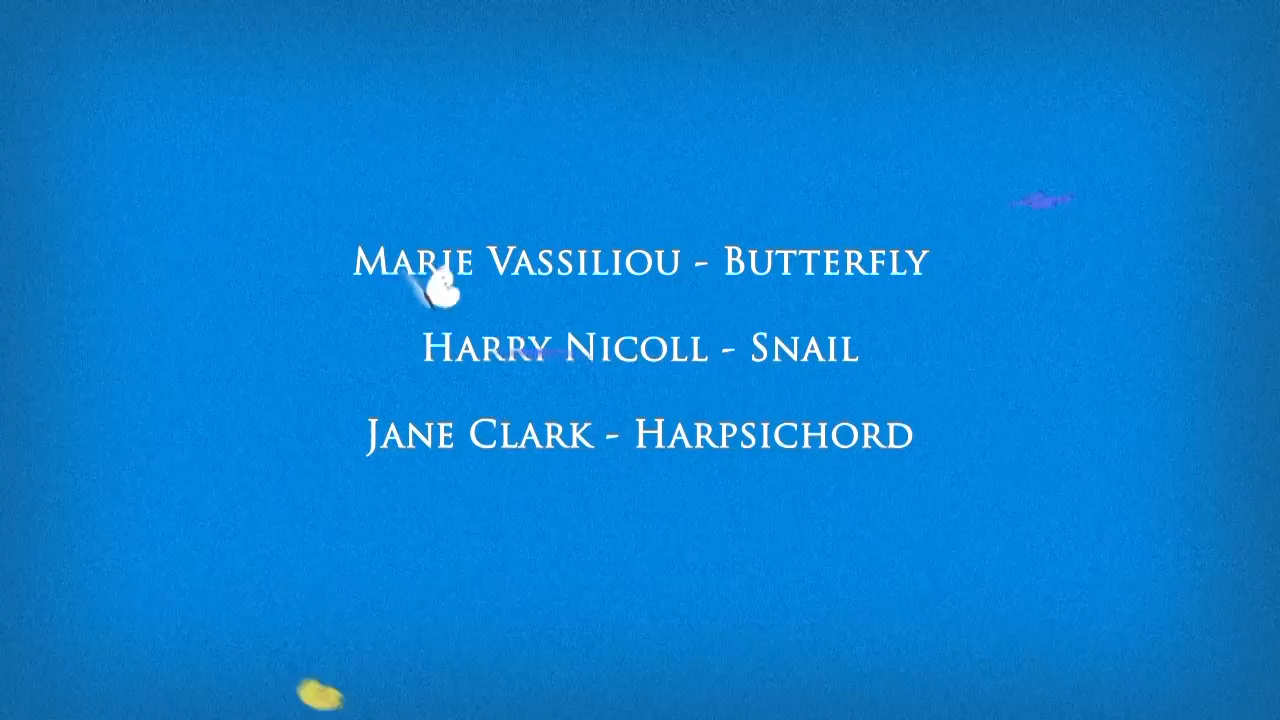 Marie Vassiliou - Butterfly
Harry Nicoll - Snail
Jane Clark - Harpsichord